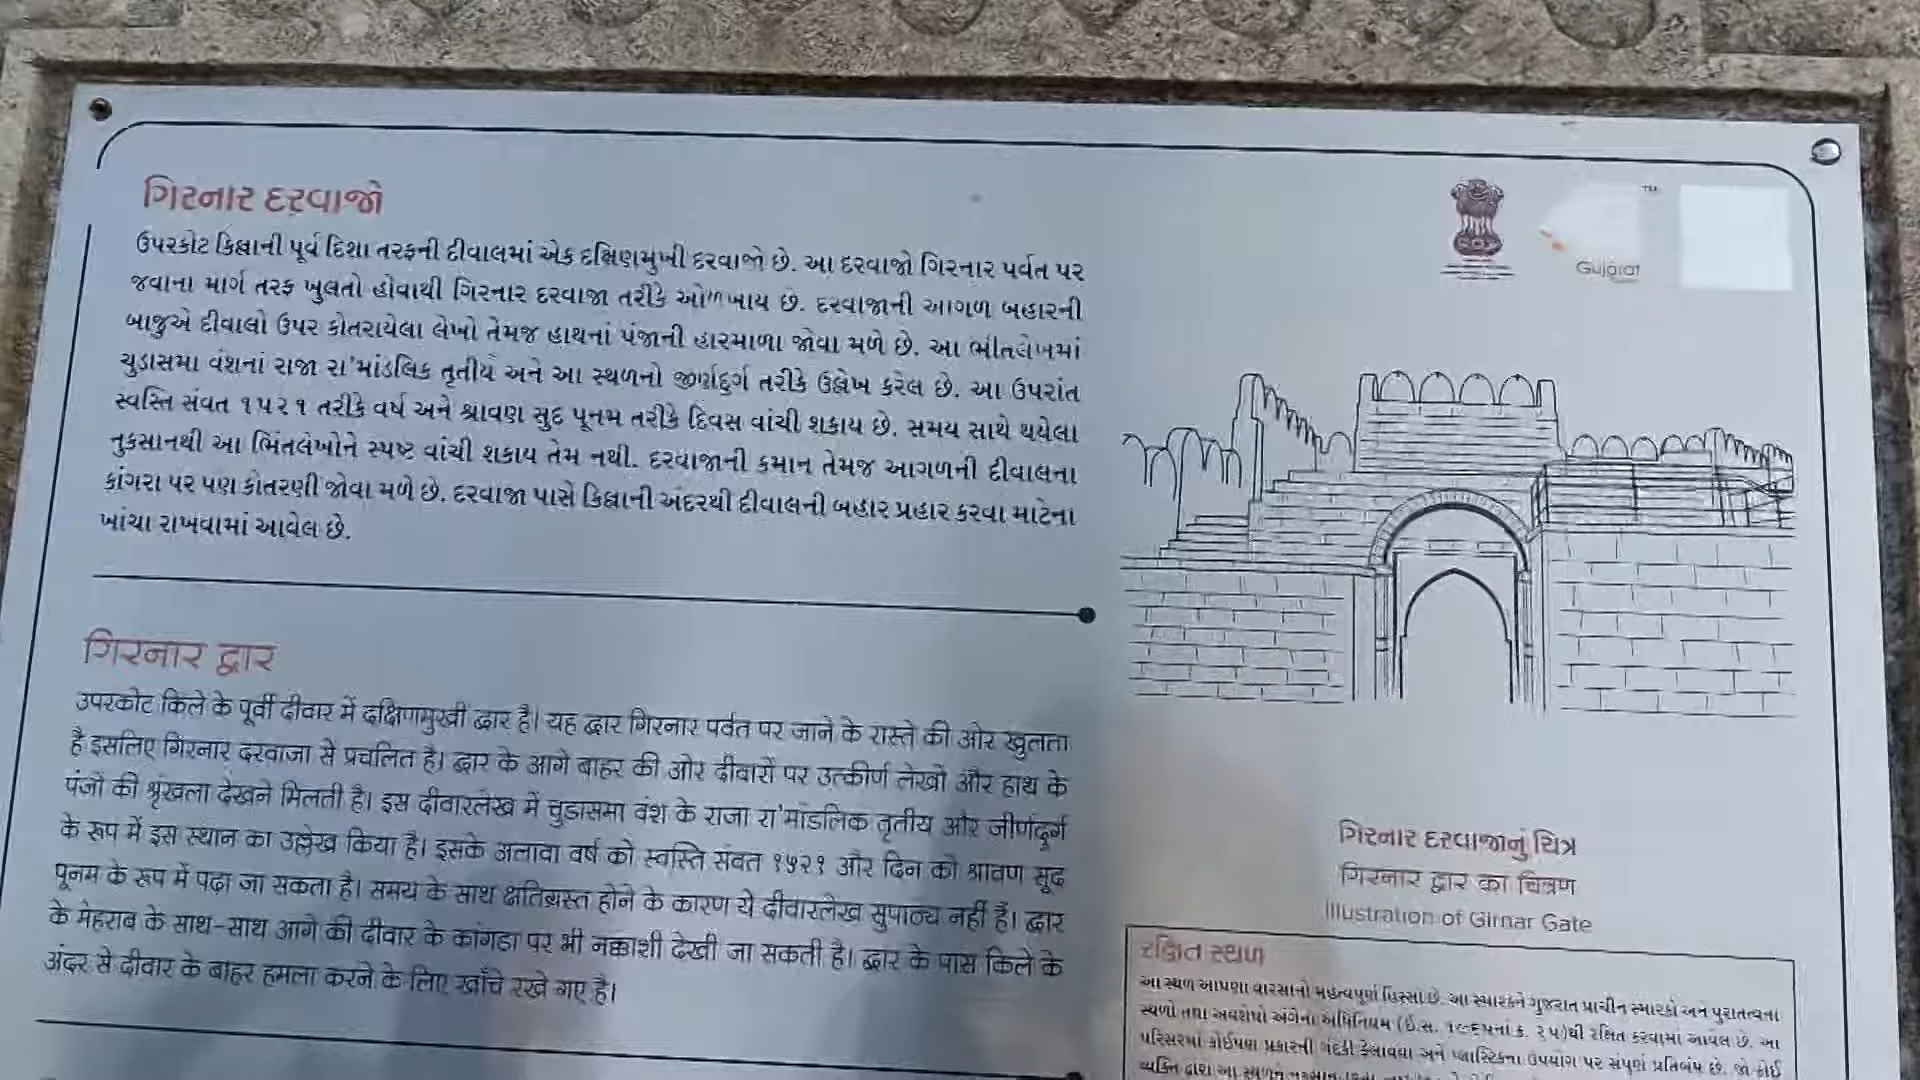 ગિરનાર દરવાજો
ઉપરકોટ કિલ્લાની પૂર્વ દિશા તરફની દીવાલમાં એક દક્ષિણમુખી દરવાજો છે. આ દરવાજો ગિરનાર પર્વત પર
જવાના માર્ગ તરફ ખુલતો હોવાથી ગિરનાર દરવાજા તરીકે ઓળખાય છે. દરવાજાની આગળ બહારની
બાજુએ દીવાલો ઉપર કોતરાયેલા લેખો તેમજ હાથનાં પંજાની હારમાળા જોવા મળે છે. આ ભીતલેખમાં
ચુડાસમા વંશનાં રાજા રા'માંડલિક તૃતીય અને આ સ્થળનો જીર્ણદુર્ગ તરીકે ઉલ્લેખ કરેલ છે. આ ઉપરાંત
સ્વસ્તિ સંવત ૧૫૨૧ તરીકે વર્ષ અને શ્રાવણ સુદ પૂનમ તરીકે દિવસ વાંચી શકાય છે. સમય સાથે થયેલા
નુકસાનથી આ ભિંતલેખોને સ્પષ્ટ વાંચી શકાય તેમ નથી. દરવાજાની કમાન તેમજ આગળની દીવાલના
કાંગરા પર પણ કોતરણી જોવા મળે છે. દરવાજા પાસે કિલ્લાની અંદરથી દીવાલની બહાર પ્રહાર કરવા માટેના
ખાંચા રાખવામાં આવેલ છે.
गिरनार द्वार
उपरकोट किले के पूर्वी दीवार में दक्षिणमुखी द्वार है। यह द्वार गिरनार पर्वत पर जाने के रास्ते की ओर खुलता
है इसलिए गिरनार दरवाजा से प्रचलित है। द्वार के आगे बाहर की ओर दीवारों पर उत्कीर्ण लेखों और हाथ के
पंजों की श्रृंखला देखने मिलती है। इस दीवारलेख में चुडासमा वंश के राजा रा'मांडलिक तृतीय और जीर्णदूर्ग
के रूप में इस स्थान का उल्लेख किया है। इसके अलावा वर्ष को स्वस्ति संवत १५२१ और दिन को श्रावण सूद
पूनम के रूप में पढ़ा जा सकता है। समय के साथ क्षतिग्रस्त होने के कारण ये दीवारलेख सुपाठ्य नहीं है। द्वार
के मेहराब के साथ-साथ आगे की दीवार के कांगडा पर भी नक्काशी देखी जा सकती है। द्वार के पास किले के
अंदर से दीवार के बाहर हमला करने के लिए खाँचे रखे गए है।
TM
Gujarat
ગિરનાર દરવાજાનું ચિત્ર
गिरनार द्वार का चित्रण
Illustration of Girnar Gate
રક્ષિત સ્થળ
આ સ્થળ આપણા વારસાનો મહત્વપૂર્ણ હિસ્સો છે. આ સ્મારકને ગુજરાત પ્રાચીન સ્મારકો અને પુરાતત્વના
સ્થળો તથા અવશેષો અંગેના અધિનિયમ (ઈ.સ. ૧૯૬૫નાં ક્ર. ૨૫)થી રક્ષિત કરવામાં આવેલ છે. આ
પરિસરમાં કોઈપણ પ્રકારની ગંદકી ફેલાવવા અને પ્લાસ્ટિકના ઉપયોગ પર સંપૂર્ણ પ્રતિબંધ છે. જો કોઈ
વ્યક્તિ દ્વારા આ સ્થળને